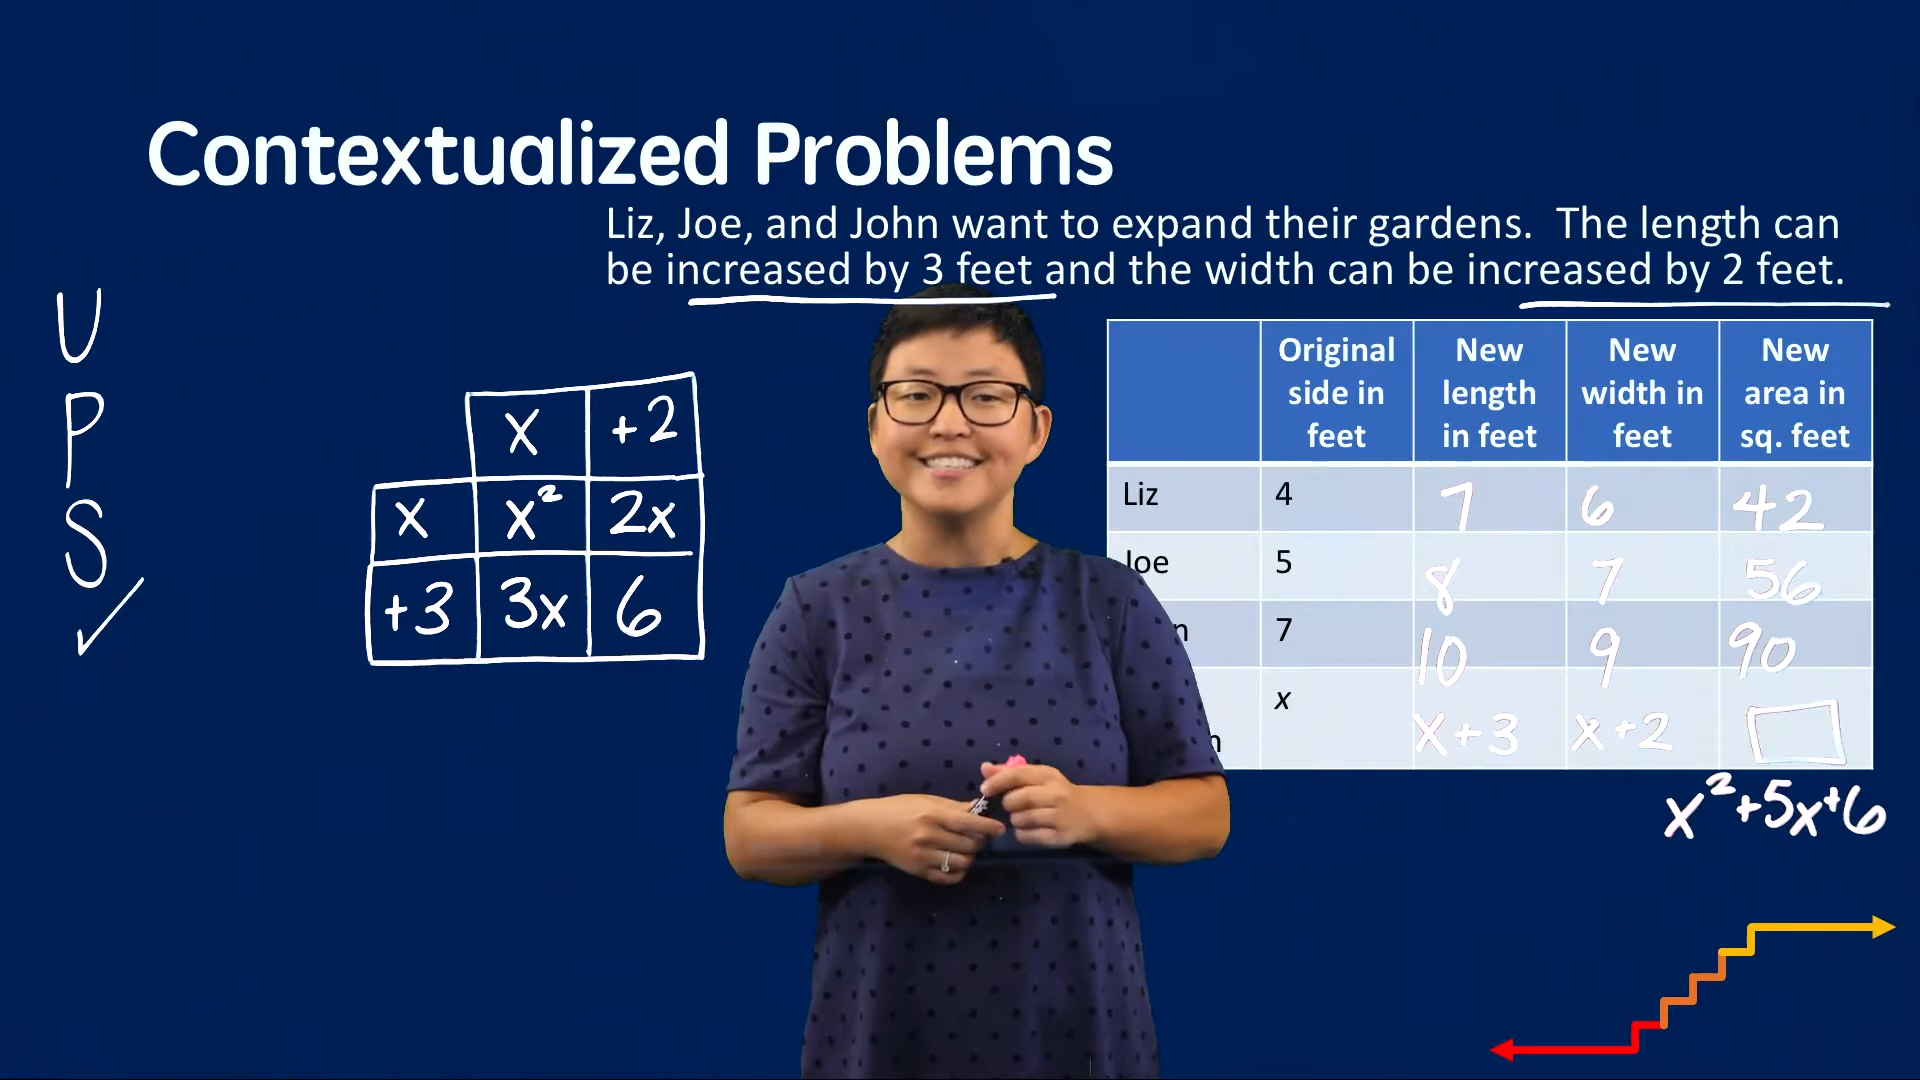 Contextualized Problems
Liz, Joe, and John want to expand their gardens. The length can
be increased by 3 feet and the width can be increased by 2 feet.
U
P
S
✓
x +2
x x² 2x
+3 3x 6
Original side in feet New length in feet New width in feet New area in sq. feet
Liz 4 7 6 42
Joe 5 8 7 56
7 10 9 90
x x+3 x+2
x²+5x+6